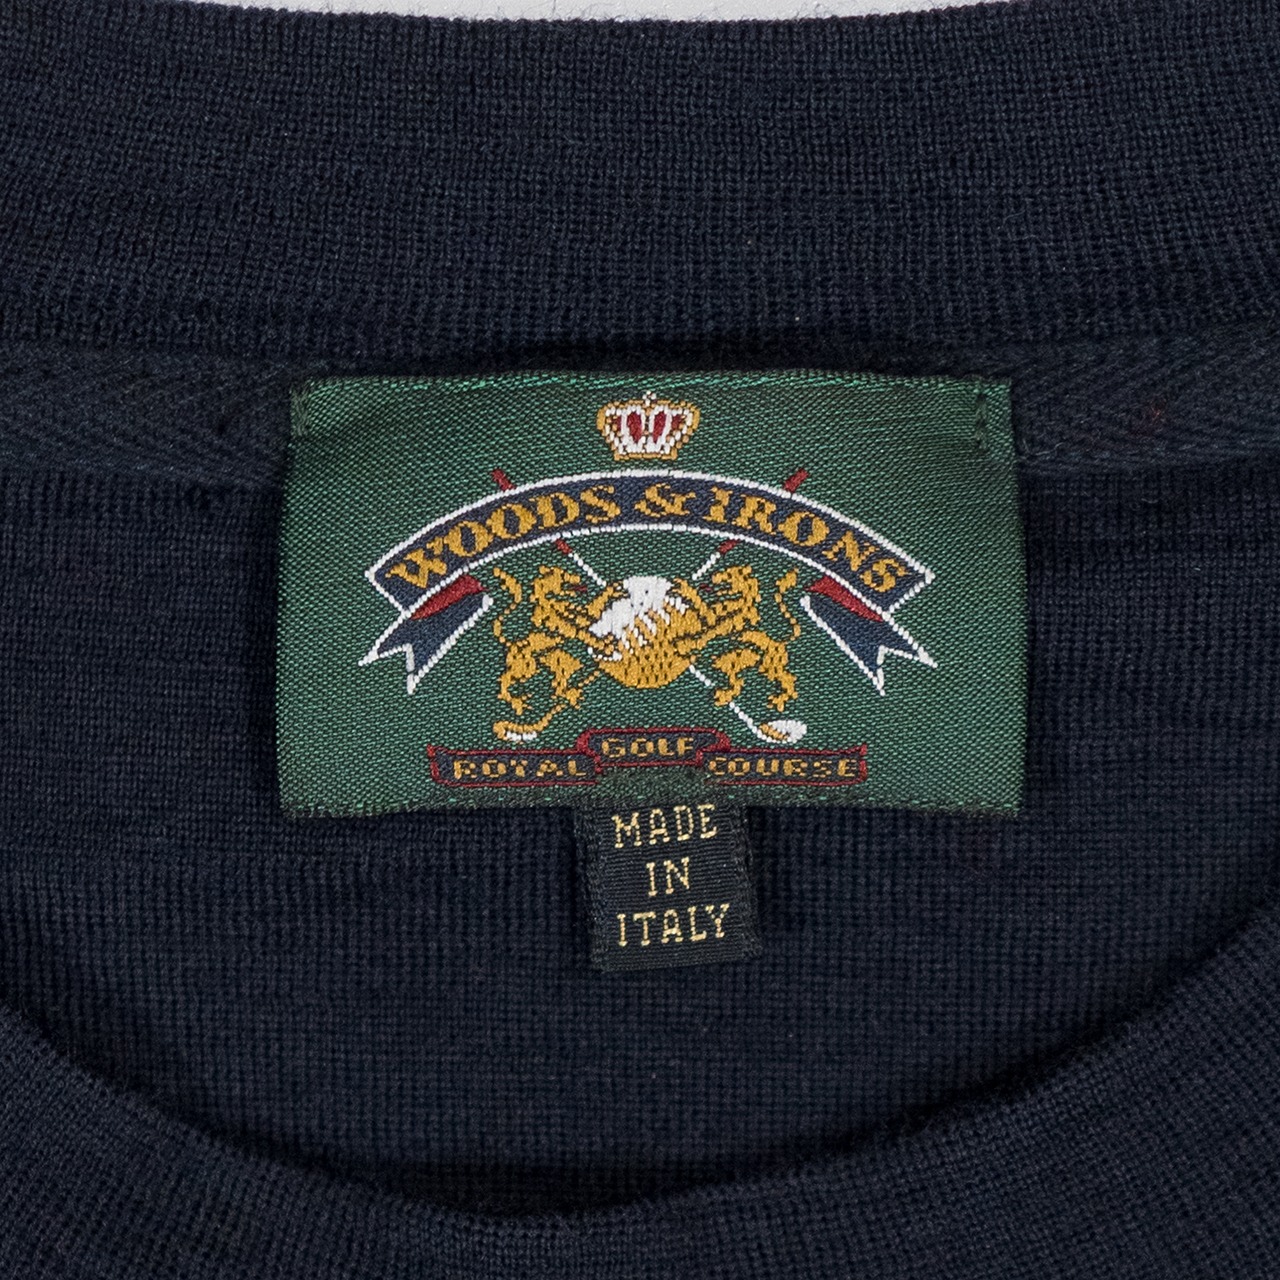 WOODS & IRONS
ROYAL GOLF COURSE
MADE
IN
ITALY